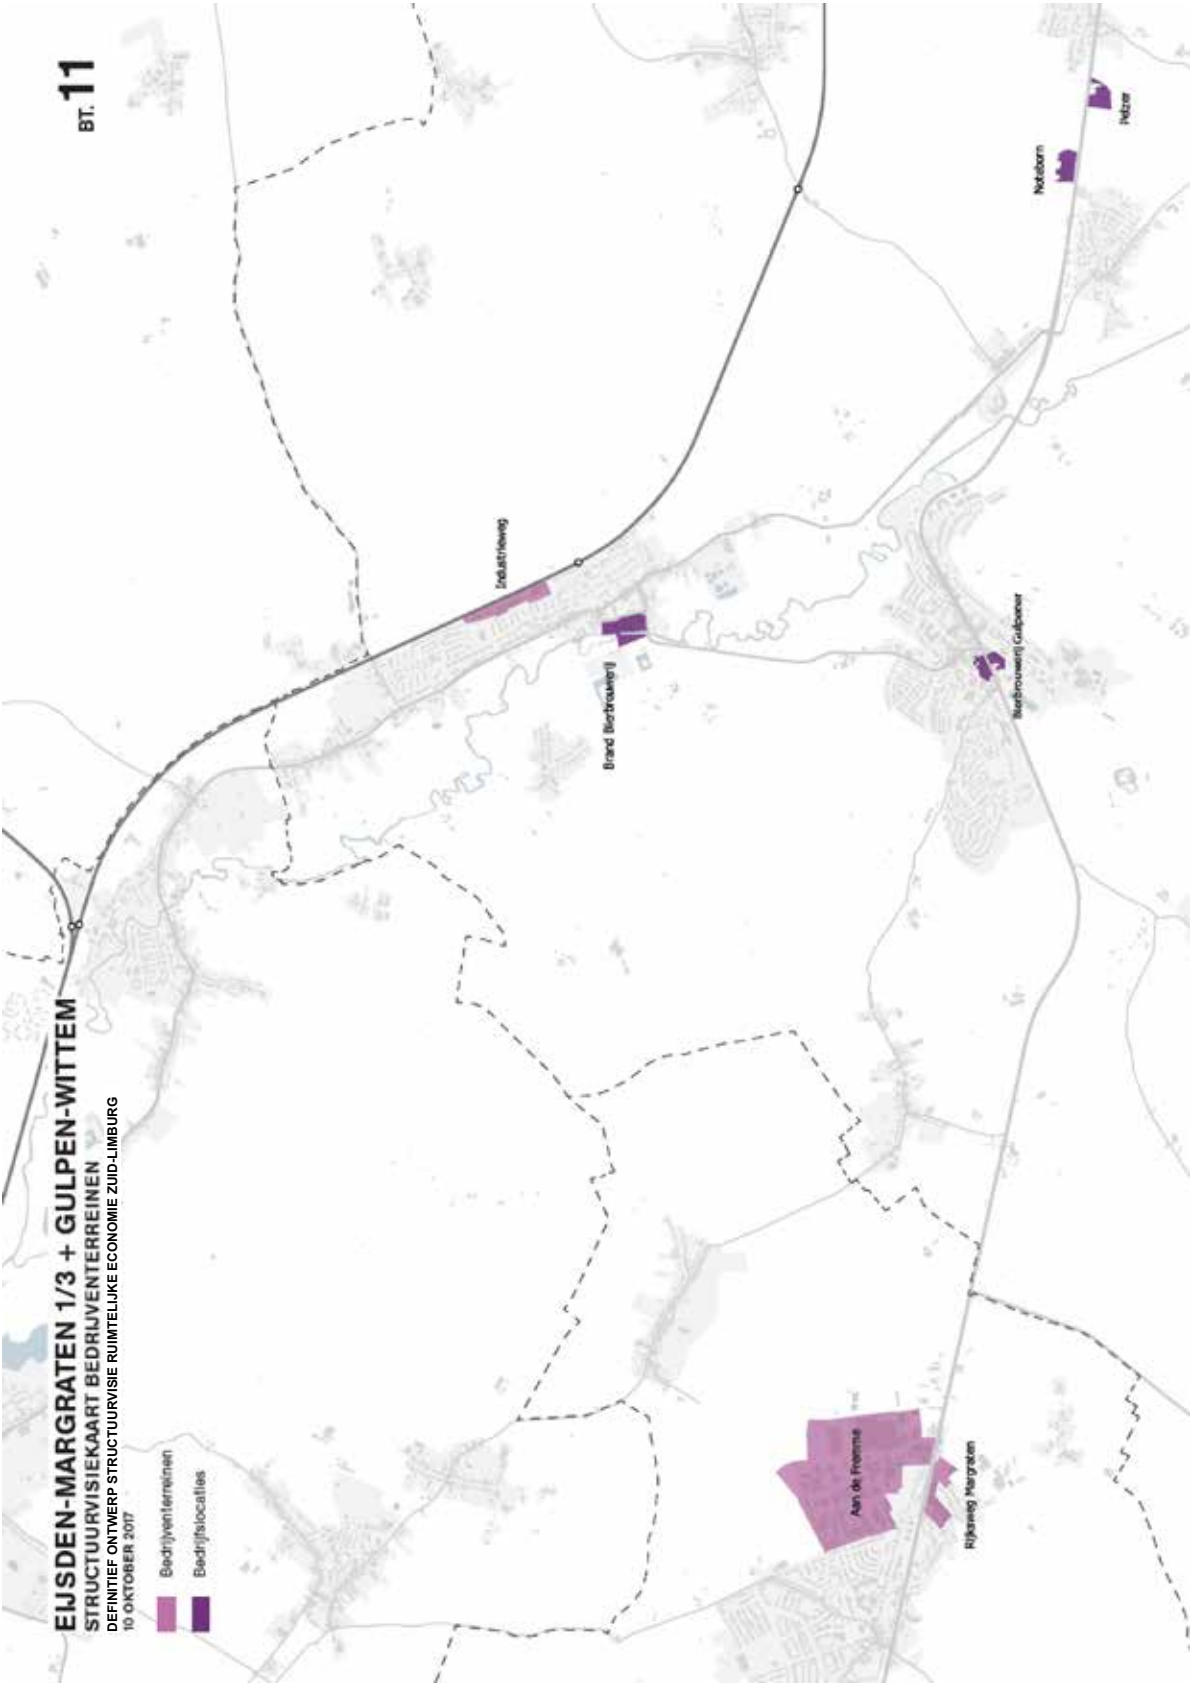 EIJSDEN-MARGRATEN 1/3 + GULPEN-WITTEM
STRUCTUURVISIEKAART BEDRIJVENTERREINEN
DEFINITIEF ONTWERP STRUCTUURVISIE RUIMTELIJKE ECONOMIE ZUID-LIMBURG
10 OKTOBER 2017
BT. 11
Bedrijventerreinen
Bedrijfslocaties
Industrieweg
Brand Bierbrouwerij
Aan de Fremme
Rijksweg Margraten
Bierbrouwerij Gulpener
Noteborn
Pelzer